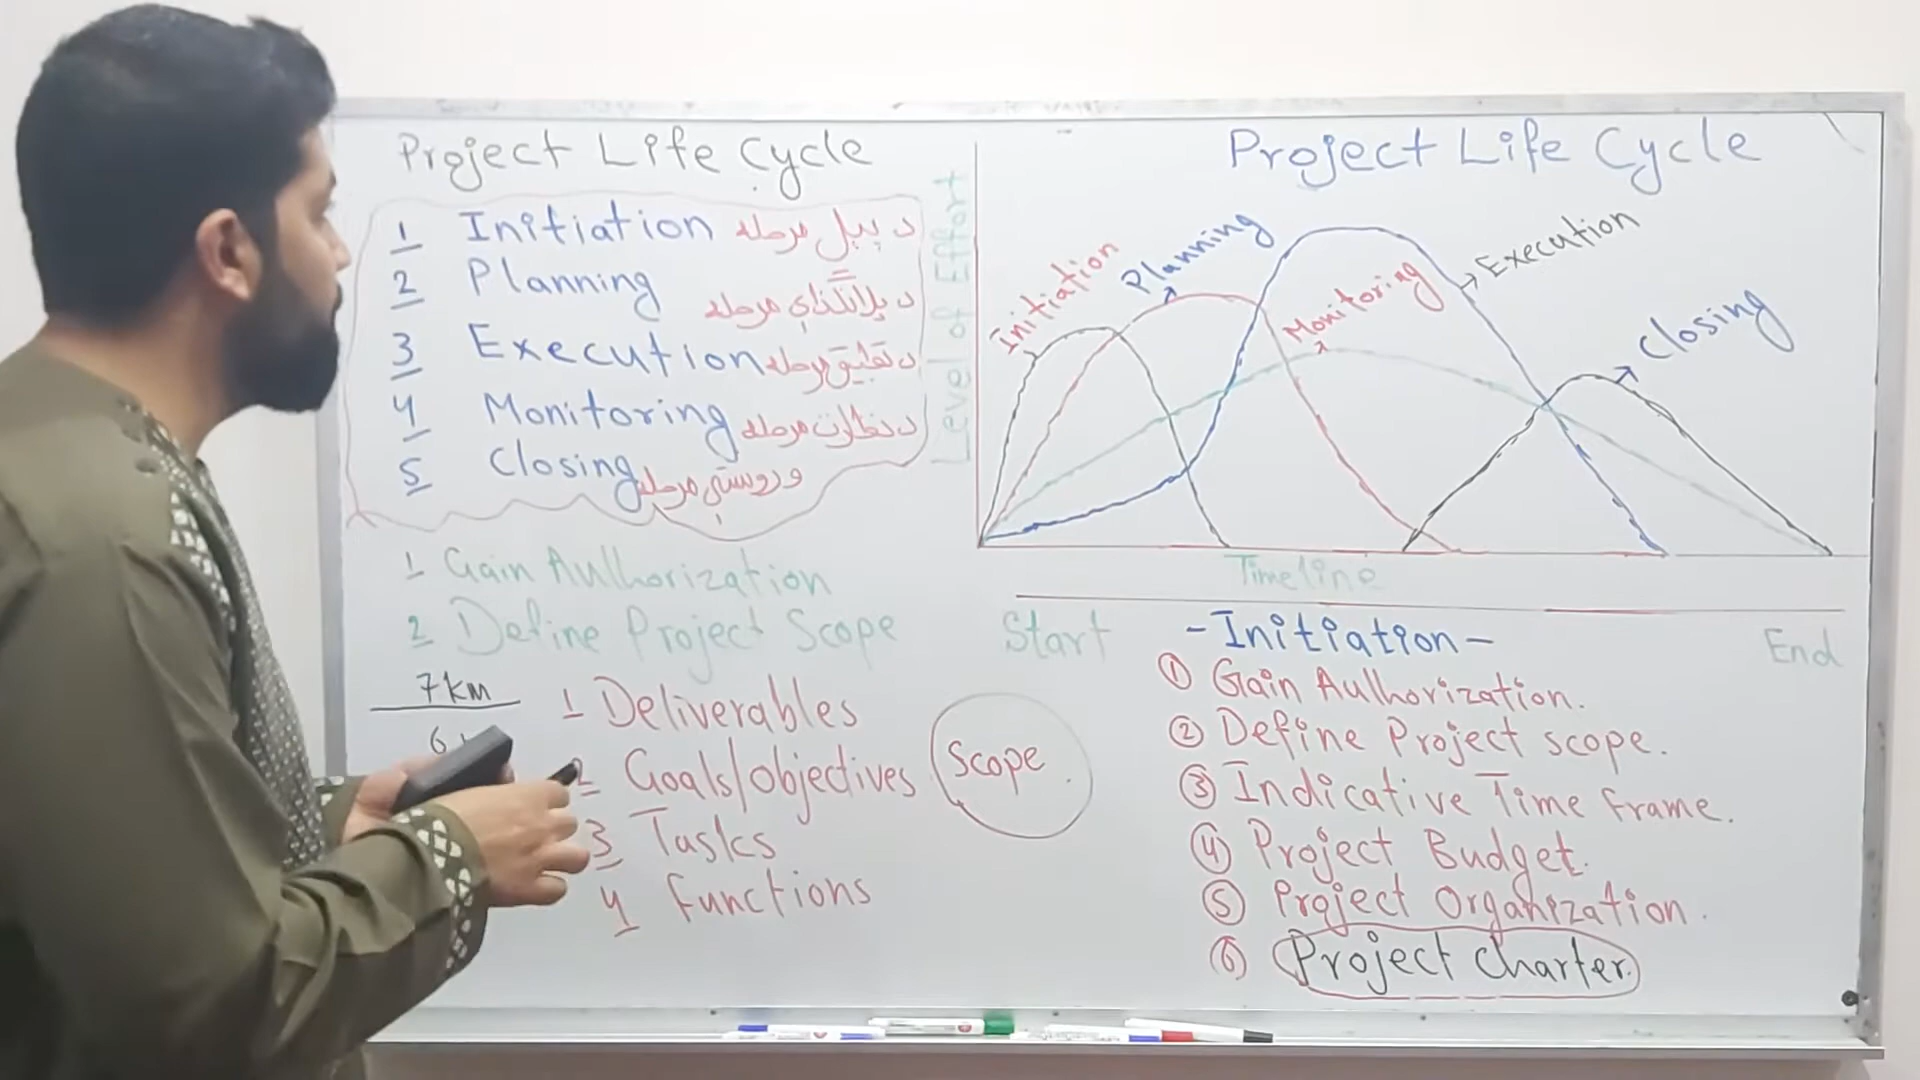 Project Life Cycle
1 Initiation د پیل مرحله
2 Planning د پلانګذاي مرحله
3 Execution د تطبیق مرحله
4 Monitoring د نظارت مرحله
5 Closing وروستۍ مرحله
1 Gain Authorization
2 Define Project Scope
7km
6
1 Deliverables
2 Goals/objectives
3 Tasks
4 functions
Scope
Project Life Cycle
Level of Effort
Initiation
Planning
Monitoring
Execution
Closing
Timeline
Start
End
- Initiation -
① Gain Authorization.
② Define Project scope.
③ Indicative Time frame.
④ Project Budget.
⑤ Project Organization.
⑥ Project charter.